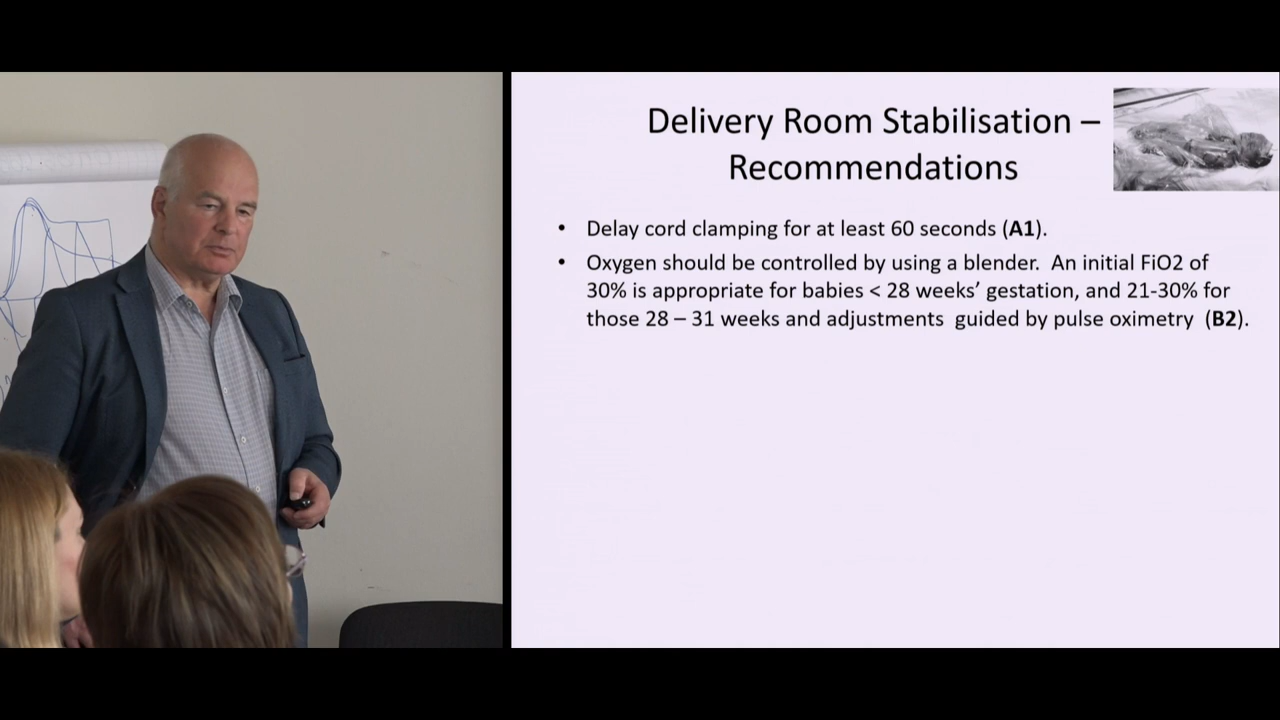 Delivery Room Stabilisation –
Recommendations
• Delay cord clamping for at least 60 seconds (A1).
• Oxygen should be controlled by using a blender. An initial FiO2 of
30% is appropriate for babies < 28 weeks’ gestation, and 21-30% for
those 28 – 31 weeks and adjustments guided by pulse oximetry (B2).